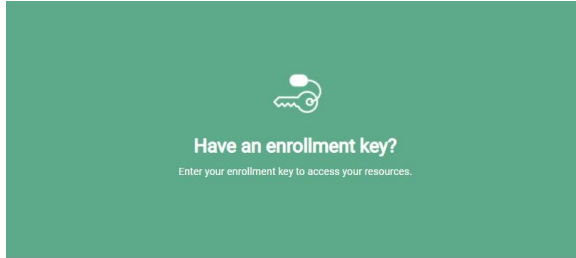 Have an enrollment key?
Enter your enrollment key to access your resources.